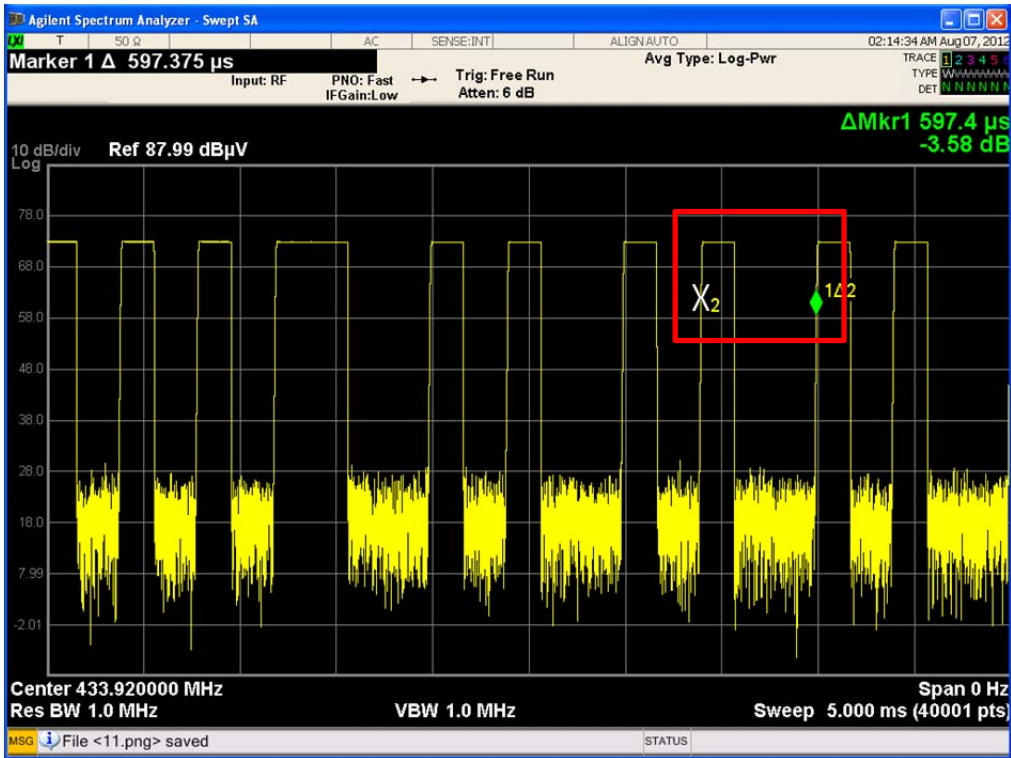 Agilent Spectrum Analyzer - Swept SA
LXI T 50 Ω AC SENSE:INT ALIGNAUTO 02:14:34 AM Aug 07, 2012
Marker 1 Δ 597.375 µs
Input: RF
PNO: Fast
IFGain:Low
Trig: Free Run
Atten: 6 dB
Avg Type: Log-Pwr
TRACE 1 2 3 4 5 6
TYPE
DET N N N N N N
ΔMkr1 597.4 µs
-3.58 dB
10 dB/div
Log
Ref 87.99 dBµV
78.0
68.0
58.0
48.0
38.0
28.0
18.0
7.99
-2.01
X2
1Δ2
Center 433.920000 MHz
Span 0 Hz
Res BW 1.0 MHz
VBW 1.0 MHz
Sweep 5.000 ms (40001 pts)
MSG File <11.png> saved
STATUS